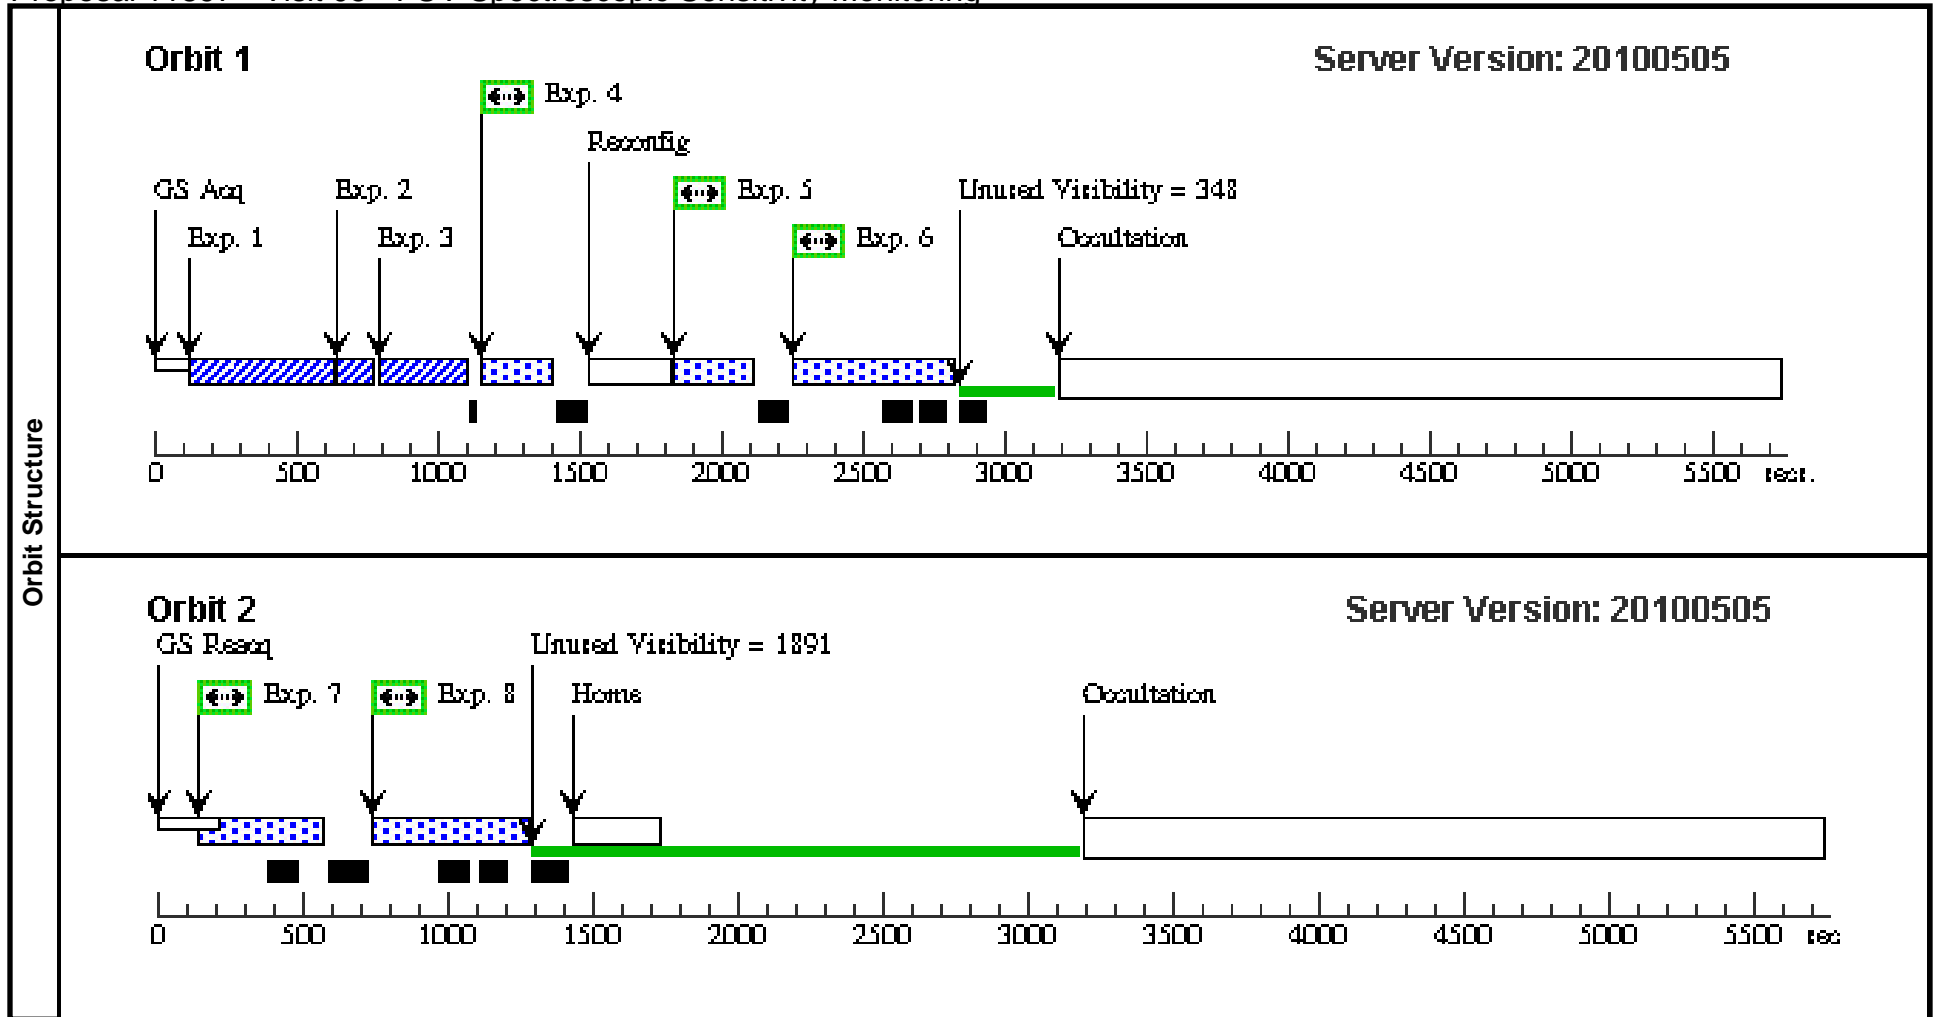 Orbit Structure
Orbit 1
Server Version: 20100505
Exp. 4
Reconfig
GS Acq
Exp. 2
Exp. 5
Unused Visibility = 348
Exp. 1
Exp. 3
Exp. 6
Occultation
0 500 1000 1500 2000 2500 3000 3500 4000 4500 5000 5500 secs.
Orbit 2
Server Version: 20100505
GS Reacq
Unused Visibility = 1891
Exp. 7
Exp. 8
Home
Occultation
0 500 1000 1500 2000 2500 3000 3500 4000 4500 5000 5500 sec